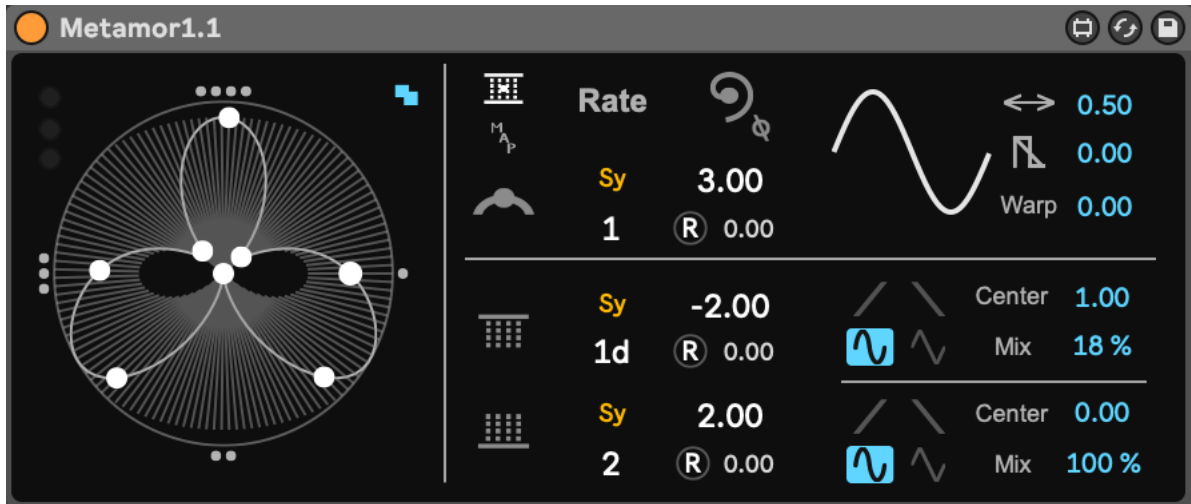 Metamor1.1
MAP
Rate
Sy 3.00
1 R 0.00
0.50
0.00
Warp 0.00
Sy -2.00
1d R 0.00
Center 1.00
Mix 18 %
Sy 2.00
2 R 0.00
Center 0.00
Mix 100 %